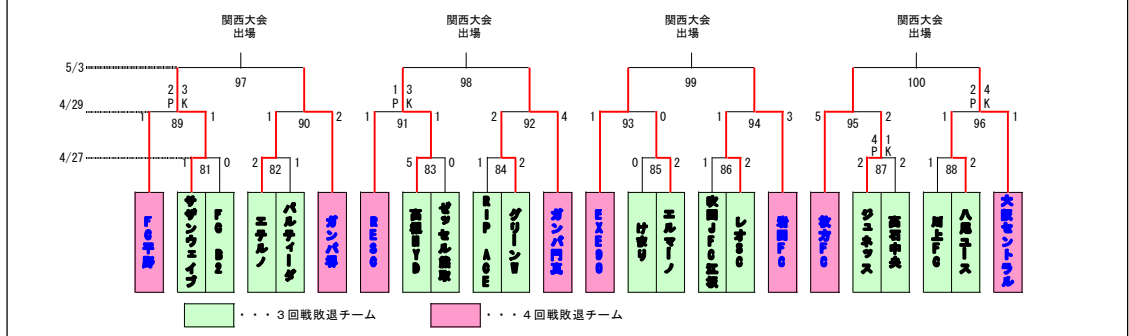 関西大会
出場
関西大会
出場
関西大会
出場
関西大会
出場
5/3
97
98
99
100
2 3
P K
1 3
P K
2 4
P K
4/29
1 89 1
1 90 2
1 91 1
2 92 4
1 93 0
1 94 3
5 95 2
1 96 1
4 1
P K
4/27
1 81 0
2 82 1
5 83 0
1 84 2
0 85 2
1 86 2
2 87 2
1 88 2
FC平野
サザンウェイブ
FC B2
エテルノ
パルティーダ
ガンバ堺
RESC
高槻NYD
ゼッセル熊取
RIP ACE
グリーンW
ガンバ門真
EXE90
けまり
エルマーノ
吹田JFC江坂
レオSC
岩田FC
枚方FC
ジュネッス
高石中央
川上FC
八尾ユース
大阪セントラル
・・・3回戦敗退チーム
・・・4回戦敗退チーム